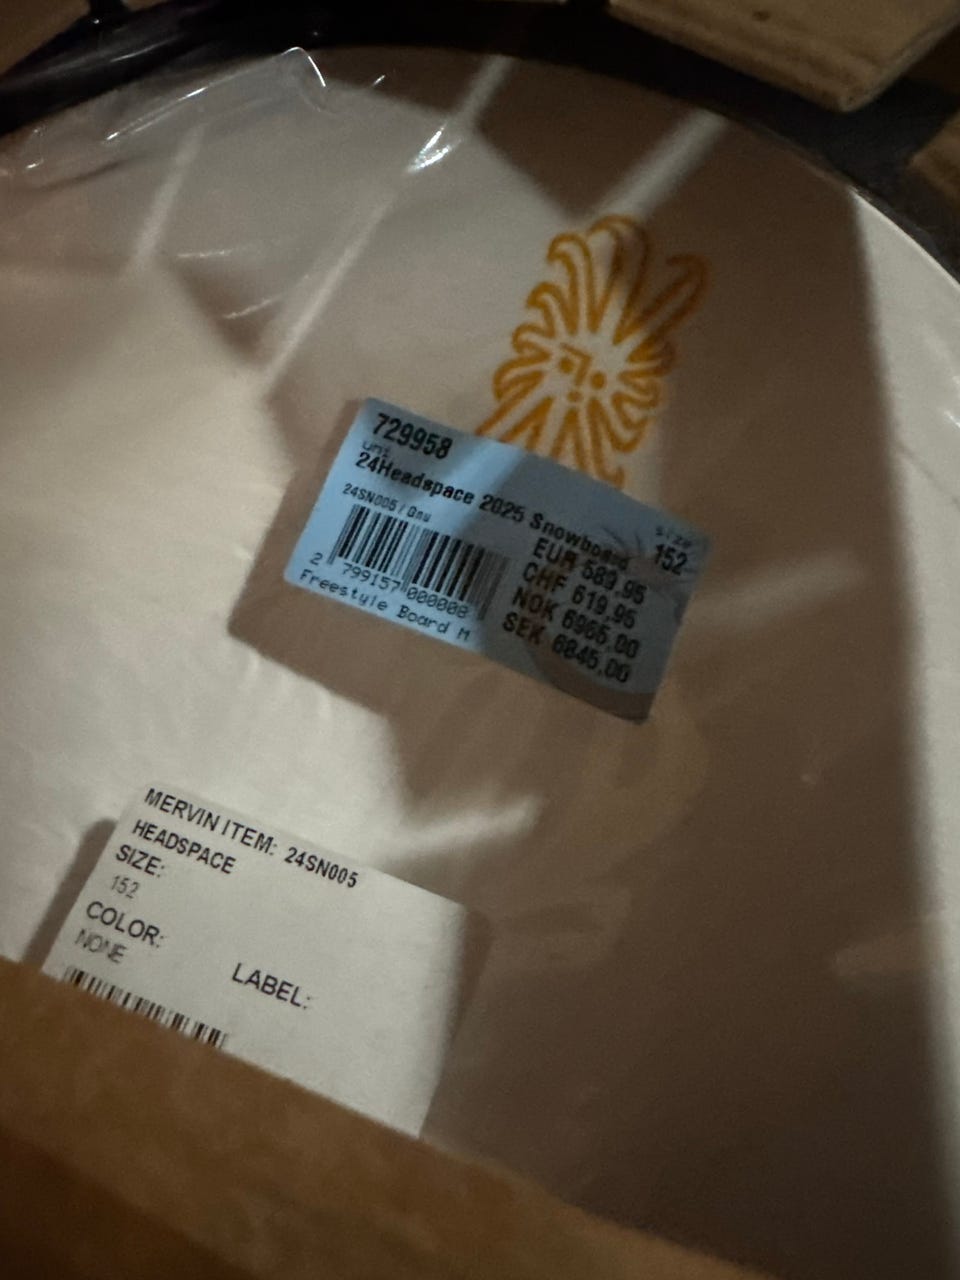 729958
uni
24Headspace 2025 Snowboard
24SN005 / Gnu
size
152
EUR 589,95
CHF 619,95
NOK 6965,00
SEK 6845,00
2 799157 000008
Freestyle Board M
MERVIN ITEM: 24SN005
HEADSPACE
SIZE:
152
COLOR:
NONE
LABEL: